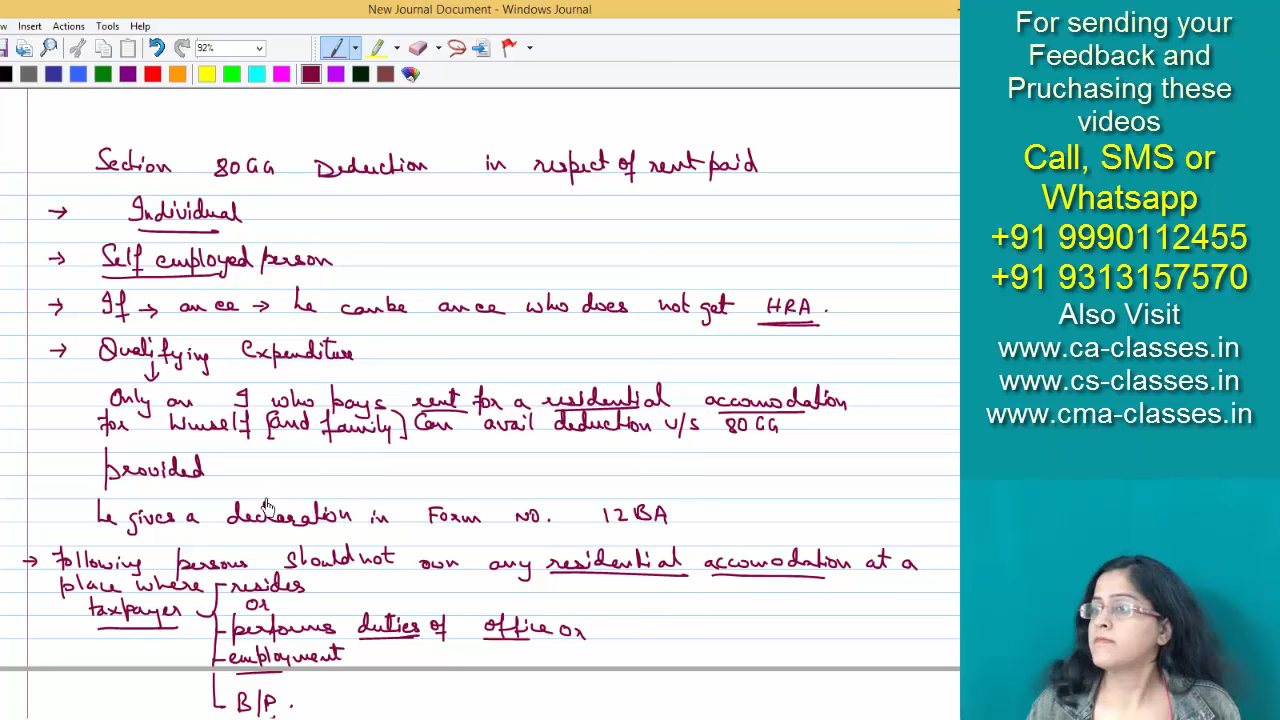 New Journal Document - Windows Journal
Insert Actions Tools Help
92%
Section 80GG Deduction in respect of rent paid
→ Individual
→ Self employed person
→ If → an ee → he can be an ee who does not get HRA.
→ Qualifying Expenditure
Only an I who pays rent for a residential accomodation
for himself [and family] can avail deduction u/s 80GG
provided
he gives a declaration in Form No. 12BA
→ Following persons should not own any residential accomodation at a
place where resides
taxpayer or
performs duties of office or
employment
B/P.
For sending your
Feedback and
Pruchasing these
videos
Call, SMS or
Whatsapp
+91 9990112455
+91 9313157570
Also Visit
www.ca-classes.in
www.cs-classes.in
www.cma-classes.in